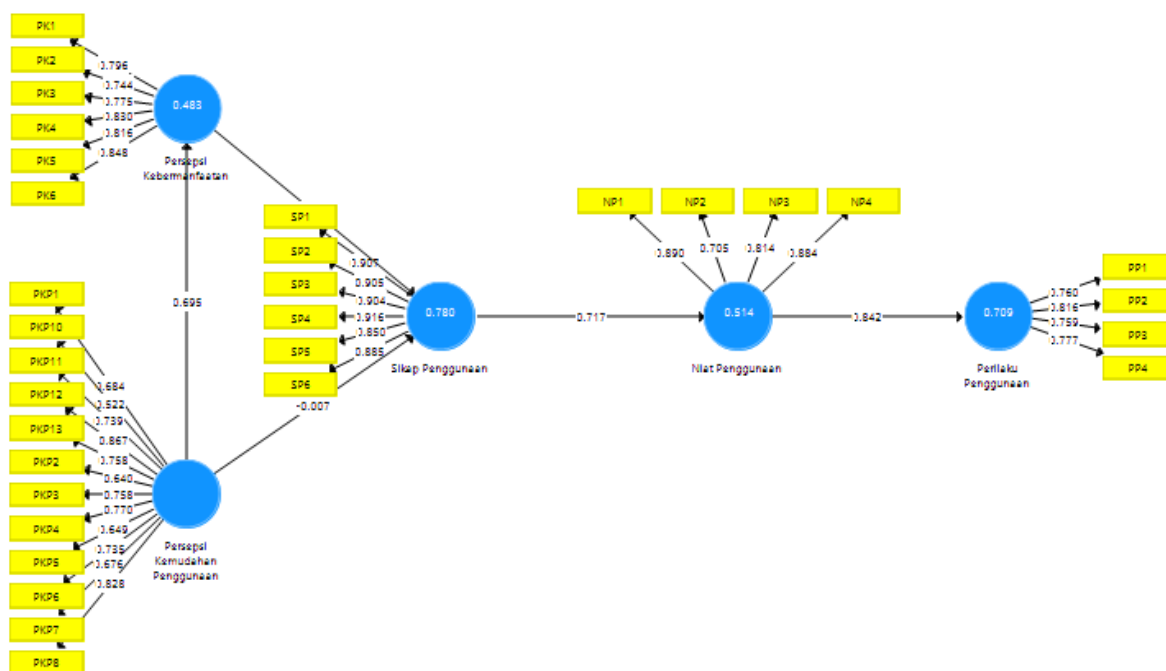 PK1
PK2
PK3
PK4
PK5
PK6
0.796
0.744
0.775
0.830
0.816
0.848
0.483
Persepsi
Kebermanfaatan
0.695
SP1
SP2
SP3
SP4
SP5
SP6
0.907
0.905
0.904
0.916
0.850
0.885
-0.007
0.780
Sikap Penggunaan
0.717
NP1
NP2
NP3
NP4
0.890
0.705
0.814
0.884
0.514
Niat Penggunaan
0.842
0.709
Perilaku
Penggunaan
0.760
0.816
0.759
0.777
PP1
PP2
PP3
PP4
PKP1
PKP10
PKP11
PKP12
PKP13
PKP2
PKP3
PKP4
PKP5
PKP6
PKP7
PKP8
0.684
0.522
0.739
0.867
0.758
0.640
0.758
0.770
0.649
0.735
0.676
0.828
Persepsi
Kemudahan
Penggunaan